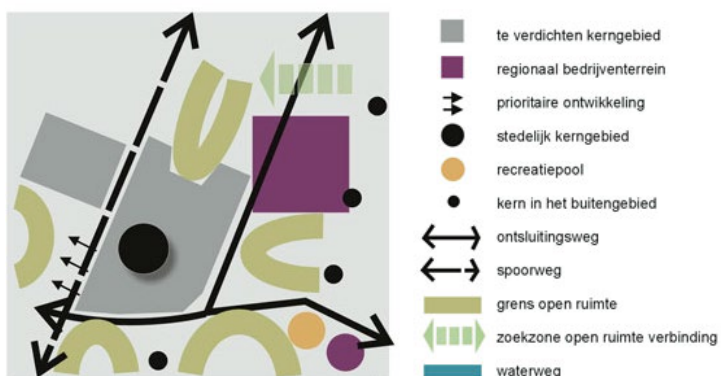 te verdichten kerngebied
regionaal bedrijventerrein
prioritaire ontwikkeling
stedelijk kerngebied
recreatiepool
kern in het buitengebied
ontsluitingsweg
spoorweg
grens open ruimte
zoekzone open ruimte verbinding
waterweg